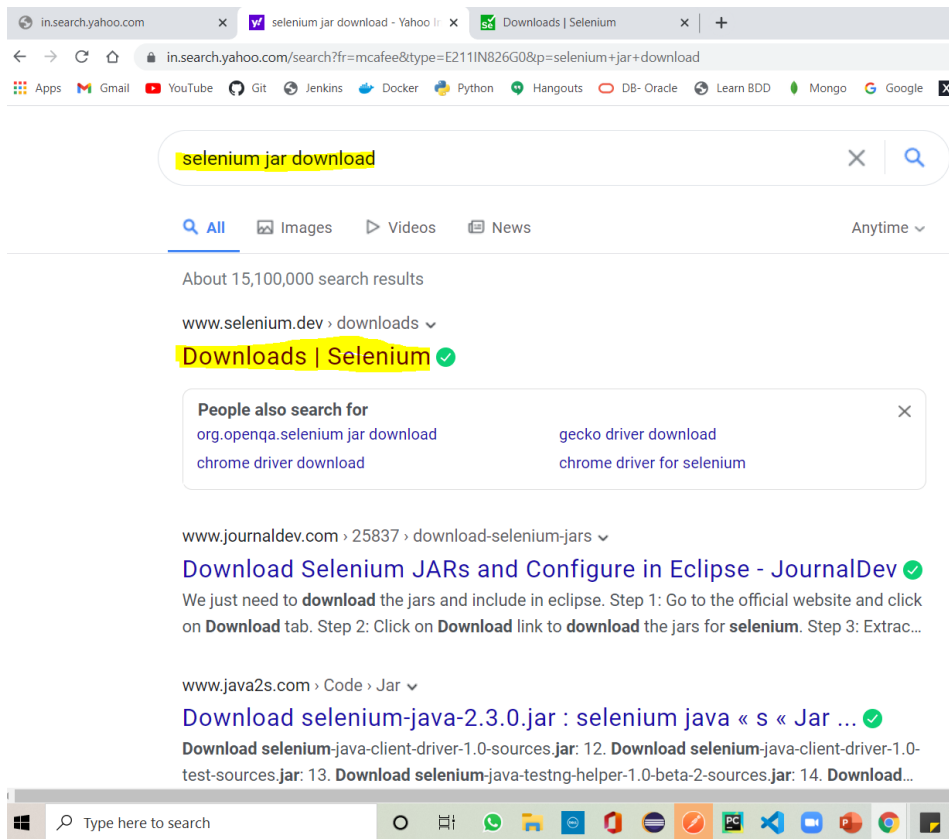 in.search.yahoo.com
selenium jar download - Yahoo In
Downloads | Selenium
in.search.yahoo.com/search?fr=mcafee&type=E211IN826G0&p=selenium+jar+download
Apps Gmail YouTube Git Jenkins Docker Python Hangouts DB- Oracle Learn BDD Mongo Google
selenium jar download
All Images Videos News Anytime
About 15,100,000 search results
www.selenium.dev › downloads
Downloads | Selenium
People also search for
org.openqa.selenium jar download gecko driver download
chrome driver download chrome driver for selenium
www.journaldev.com › 25837 › download-selenium-jars
Download Selenium JARs and Configure in Eclipse - JournalDev
We just need to download the jars and include in eclipse. Step 1: Go to the official website and click
on Download tab. Step 2: Click on Download link to download the jars for selenium. Step 3: Extrac...
www.java2s.com › Code › Jar
Download selenium-java-2.3.0.jar : selenium java « s « Jar ...
Download selenium-java-client-driver-1.0-sources.jar: 12. Download selenium-java-client-driver-1.0-
test-sources.jar: 13. Download selenium-java-testng-helper-1.0-beta-2-sources.jar: 14. Download...
Type here to search